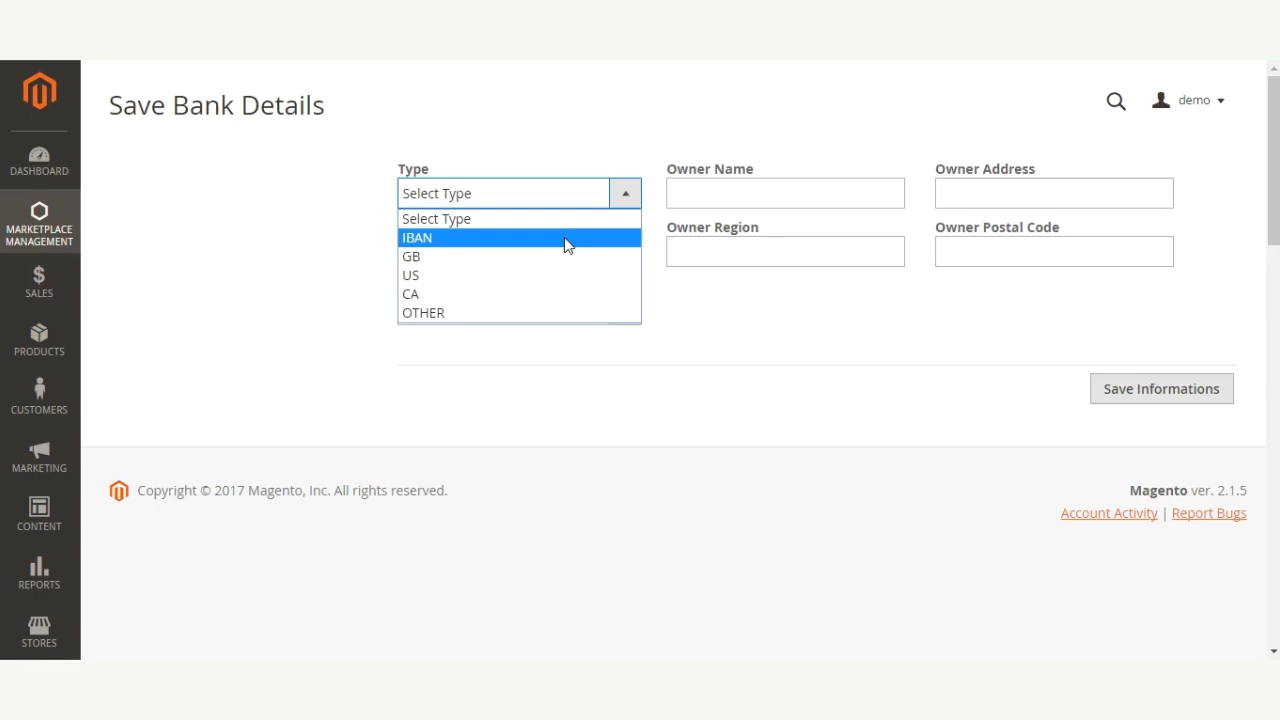 Save Bank Details
demo
DASHBOARD
MARKETPLACE
MANAGEMENT
SALES
PRODUCTS
CUSTOMERS
MARKETING
CONTENT
REPORTS
STORES
Type
Select Type
Select Type
IBAN
GB
US
CA
OTHER
Owner Name
Owner Address
Owner Region
Owner Postal Code
Save Informations
Copyright © 2017 Magento, Inc. All rights reserved.
Magento ver. 2.1.5
Account Activity | Report Bugs